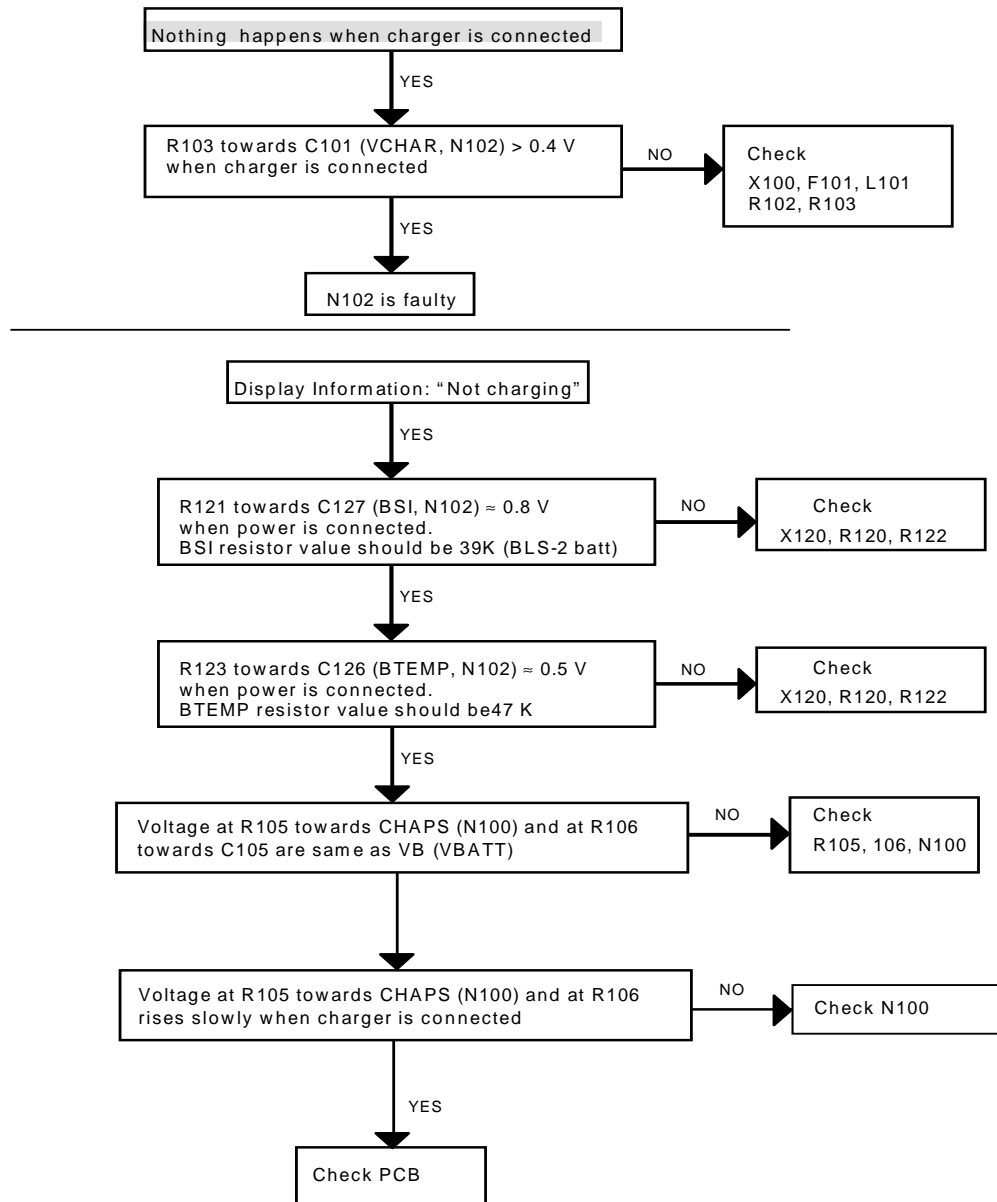 Nothing happens when charger is connected
YES
R103 towards C101 (VCHAR, N102) > 0.4 V
when charger is connected
NO
Check
X100, F101, L101
R102, R103
YES
N102 is faulty
Display Information: “Not charging”
YES
R121 towards C127 (BSI, N102) ≈ 0.8 V
when power is connected.
BSI resistor value should be 39K (BLS-2 batt)
NO
Check
X120, R120, R122
YES
R123 towards C126 (BTEMP, N102) ≈ 0.5 V
when power is connected.
BTEMP resistor value should be47 K
NO
Check
X120, R120, R122
YES
Voltage at R105 towards CHAPS (N100) and at R106
towards C105 are same as VB (VBATT)
NO
Check
R105, 106, N100
Voltage at R105 towards CHAPS (N100) and at R106
rises slowly when charger is connected
NO
Check N100
YES
Check PCB